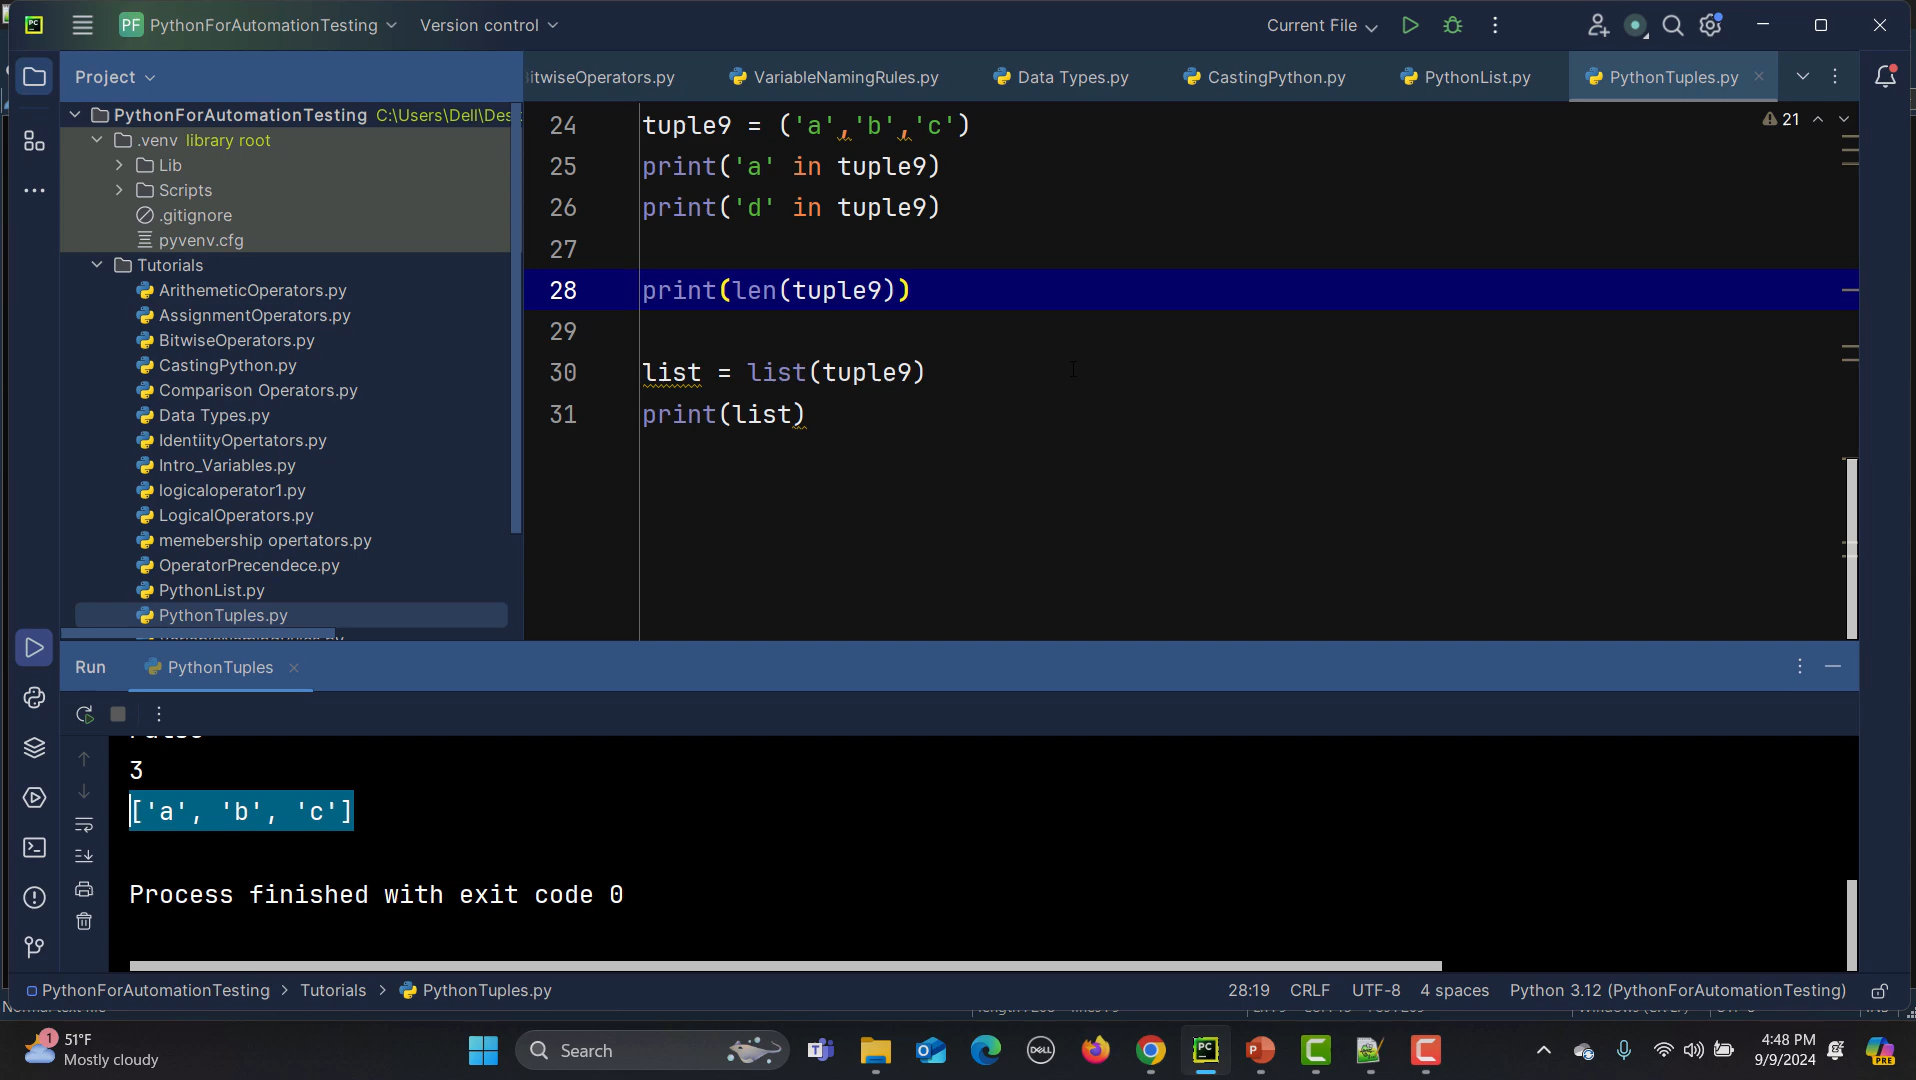 PC
PF PythonForAutomationTesting
Version control
Current File
Project
itwiseOperators.py
VariableNamingRules.py
Data Types.py
CastingPython.py
PythonList.py
PythonTuples.py
PythonForAutomationTesting C:\Users\Dell\Des
.venv library root
Lib
Scripts
.gitignore
pyvenv.cfg
Tutorials
ArithemeticOperators.py
AssignmentOperators.py
BitwiseOperators.py
CastingPython.py
Comparison Operators.py
Data Types.py
IdentiityOpertators.py
Intro_Variables.py
logicaloperator1.py
LogicalOperators.py
memebership opertators.py
OperatorPrecendece.py
PythonList.py
PythonTuples.py
21
24 tuple9 = ('a','b','c')
25 print('a' in tuple9)
26 print('d' in tuple9)
27
28 print(len(tuple9))
29
30 list = list(tuple9)
31 print(list)
Run
PythonTuples
3
['a', 'b', 'c']
Process finished with exit code 0
PythonForAutomationTesting > Tutorials > PythonTuples.py
28:19 CRLF UTF-8 4 spaces Python 3.12 (PythonForAutomationTesting)
1
51°F
Mostly cloudy
Search
DELL
PC
4:48 PM
9/9/2024
PRE